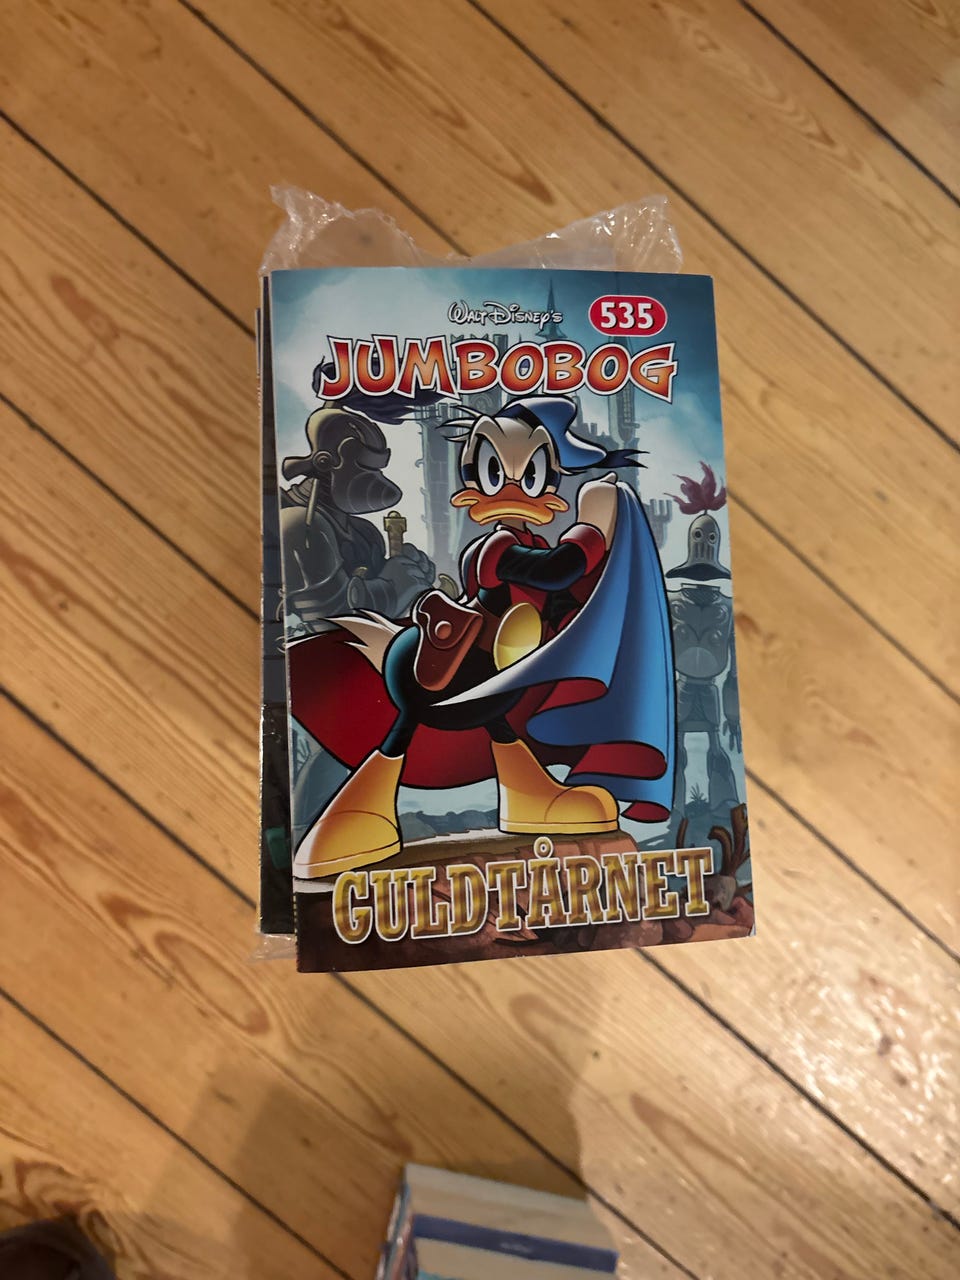 Walt Disney's
535
JUMBOBOG
GULDTÅRNET